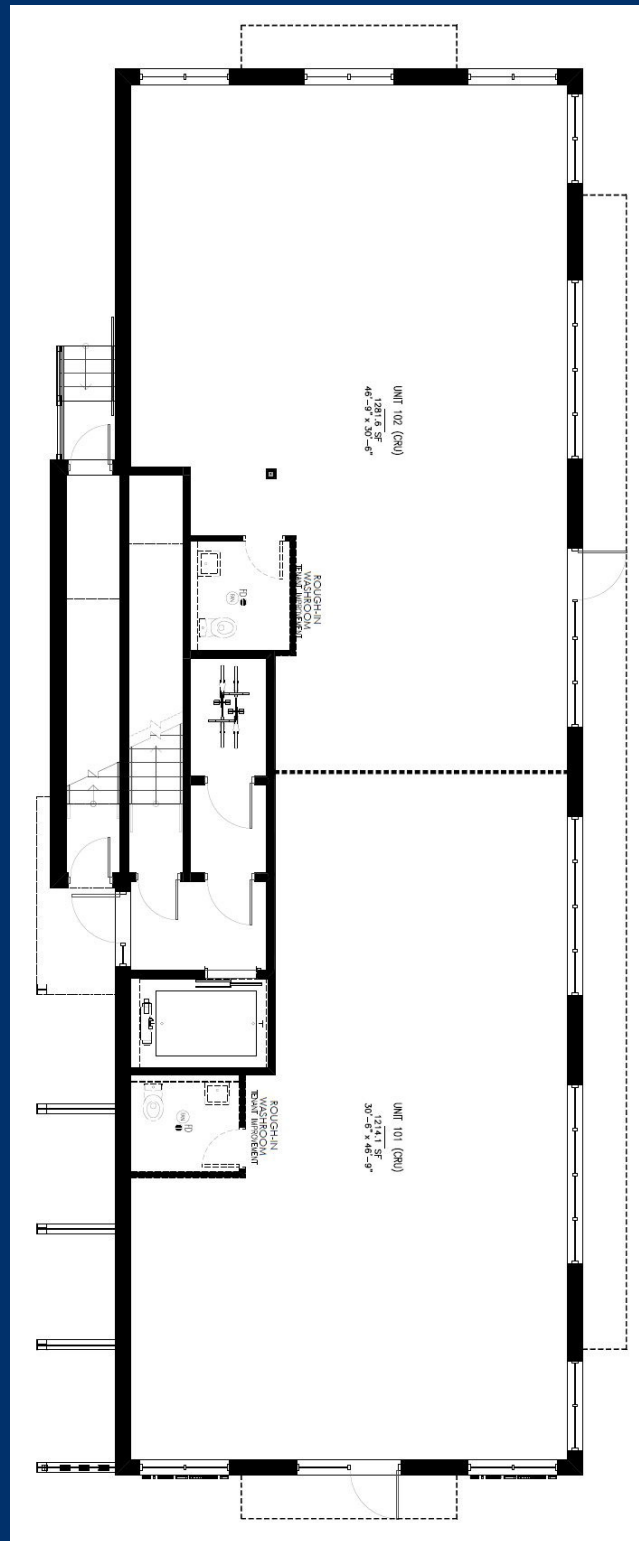 UNIT 102 (CRU)
1281.6 SF
46'-9" x 30'-6"
ROUGH-IN
WASHROOM
TENANT IMPROVEMENT
FD
UNIT 101 (CRU)
1214.1 SF
30'-6" x 46'-9"
ROUGH-IN
WASHROOM
TENANT IMPROVEMENT
FD